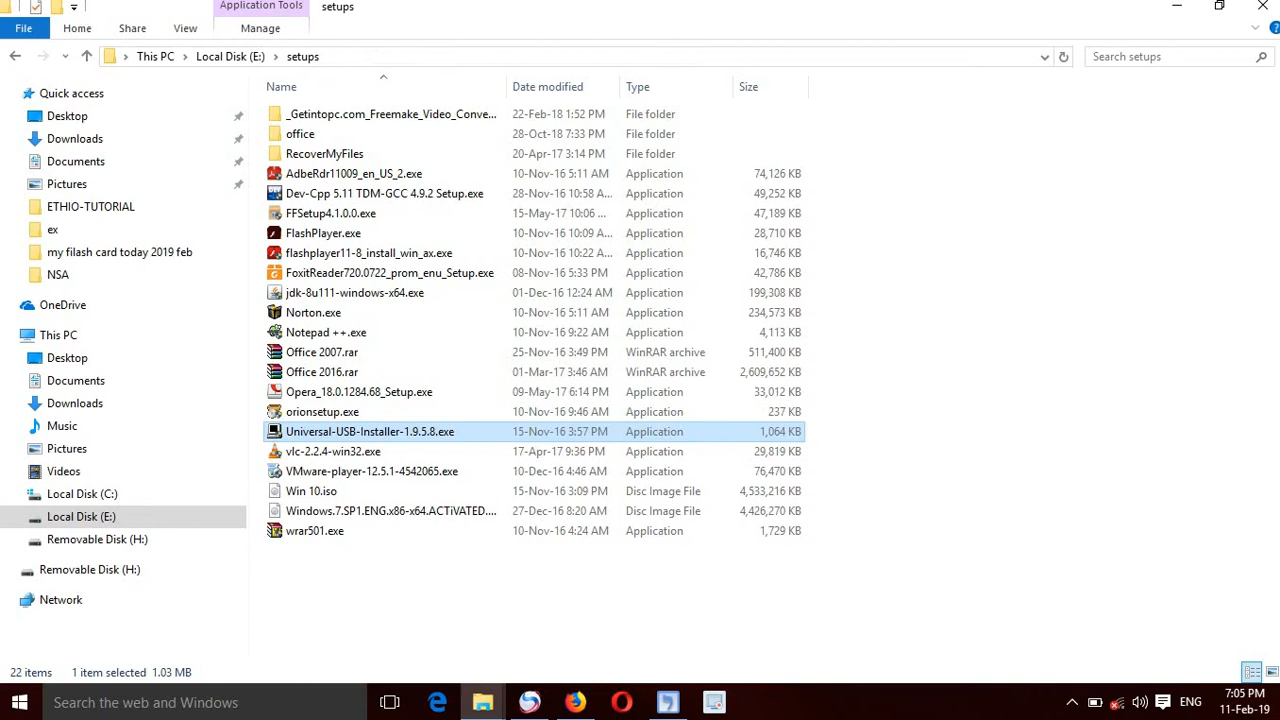 Application Tools
setups
File Home Share View Manage
This PC Local Disk (E:) setups
Search setups
Quick access
Desktop
Downloads
Documents
Pictures
ETHIO-TUTORIAL
ex
my filash card today 2019 feb
NSA
OneDrive
This PC
Desktop
Documents
Downloads
Music
Pictures
Videos
Local Disk (C:)
Local Disk (E:)
Removable Disk (H:)
Removable Disk (H:)
Network
Name Date modified Type Size
_Getintopc.com_Freemake_Video_Conve... 22-Feb-18 1:52 PM File folder
office 28-Oct-18 7:33 PM File folder
RecoverMyFiles 20-Apr-17 3:14 PM File folder
AdbeRdr11009_en_US_2.exe 10-Nov-16 5:11 AM Application 74,126 KB
Dev-Cpp 5.11 TDM-GCC 4.9.2 Setup.exe 28-Nov-16 10:58 A... Application 49,252 KB
FFSetup4.1.0.0.exe 15-May-17 10:06 ... Application 47,189 KB
FlashPlayer.exe 10-Nov-16 10:09 A... Application 28,710 KB
flashplayer11-8_install_win_ax.exe 10-Nov-16 10:22 A... Application 16,746 KB
FoxitReader720.0722_prom_enu_Setup.exe 08-Nov-16 5:33 PM Application 42,786 KB
jdk-8u111-windows-x64.exe 01-Dec-16 12:24 AM Application 199,308 KB
Norton.exe 10-Nov-16 5:11 AM Application 234,573 KB
Notepad ++.exe 10-Nov-16 9:22 AM Application 4,113 KB
Office 2007.rar 25-Nov-16 3:49 PM WinRAR archive 511,400 KB
Office 2016.rar 01-Mar-17 3:46 AM WinRAR archive 2,609,652 KB
Opera_18.0.1284.68_Setup.exe 09-May-17 6:14 PM Application 33,012 KB
orionsetup.exe 10-Nov-16 9:46 AM Application 237 KB
Universal-USB-Installer-1.9.5.8.exe 15-Nov-16 3:57 PM Application 1,064 KB
vlc-2.2.4-win32.exe 17-Apr-17 9:36 PM Application 29,819 KB
VMware-player-12.5.1-4542065.exe 10-Dec-16 4:46 AM Application 76,470 KB
Win 10.iso 15-Nov-16 3:09 PM Disc Image File 4,533,216 KB
Windows.7.SP1.ENG.x86-x64.ACTiVATED.... 27-Dec-16 8:20 AM Disc Image File 4,426,270 KB
wrar501.exe 10-Nov-16 4:24 AM Application 1,729 KB
22 items 1 item selected 1.03 MB
Search the web and Windows
ENG
7:05 PM
11-Feb-19